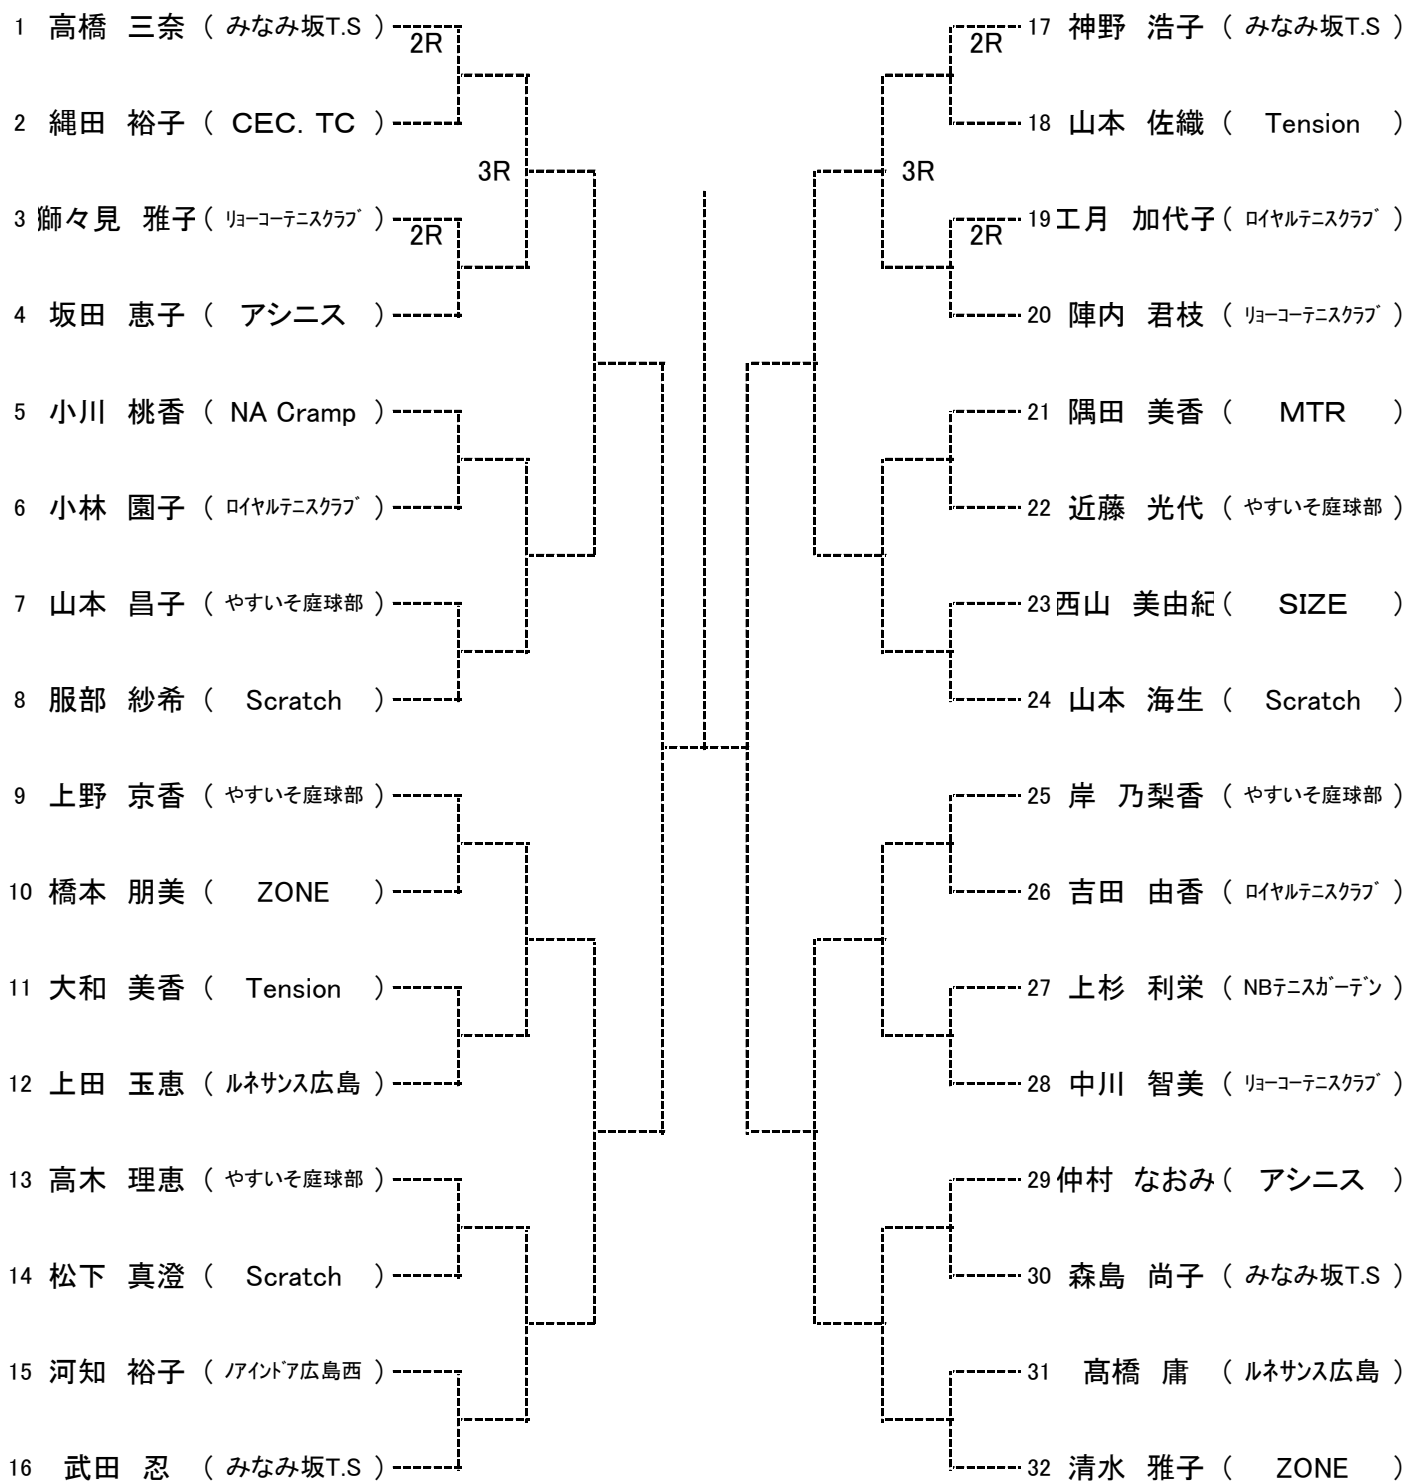 1 高橋 三奈 ( みなみ坂T.S )
2R
2 縄田 裕子 ( CEC. TC )
3R
3 獅々見 雅子 ( ﾘｮｰｺｰﾃﾆｽｸﾗﾌﾞ )
2R
4 坂田 恵子 ( アシニス )
5 小川 桃香 ( NA Cramp )
6 小林 園子 ( ﾛｲﾔﾙﾃﾆｽｸﾗﾌﾞ )
7 山本 昌子 ( やすいそ庭球部 )
8 服部 紗希 ( Scratch )
9 上野 京香 ( やすいそ庭球部 )
10 橋本 朋美 ( ZONE )
11 大和 美香 ( Tension )
12 上田 玉恵 ( ﾙﾈｻﾝｽ広島 )
13 高木 理恵 ( やすいそ庭球部 )
14 松下 真澄 ( Scratch )
15 河知 裕子 ( ﾉｱｲﾝﾄﾞｱ広島西 )
16 武田 忍 ( みなみ坂T.S )
17 神野 浩子 ( みなみ坂T.S )
2R
18 山本 佐織 ( Tension )
3R
19 工月 加代子 ( ﾛｲﾔﾙﾃﾆｽｸﾗﾌﾞ )
2R
20 陣内 君枝 ( ﾘｮｰｺｰﾃﾆｽｸﾗﾌﾞ )
21 隅田 美香 ( MTR )
22 近藤 光代 ( やすいそ庭球部 )
23 西山 美由紀 ( SIZE )
24 山本 海生 ( Scratch )
25 岸 乃梨香 ( やすいそ庭球部 )
26 吉田 由香 ( ﾛｲﾔﾙﾃﾆｽｸﾗﾌﾞ )
27 上杉 利栄 ( NBﾃﾆｽｶﾞｰﾃﾞﾝ )
28 中川 智美 ( ﾘｮｰｺｰﾃﾆｽｸﾗﾌﾞ )
29 仲村 なおみ ( アシニス )
30 森島 尚子 ( みなみ坂T.S )
31 髙橋 庸 ( ﾙﾈｻﾝｽ広島 )
32 清水 雅子 ( ZONE )